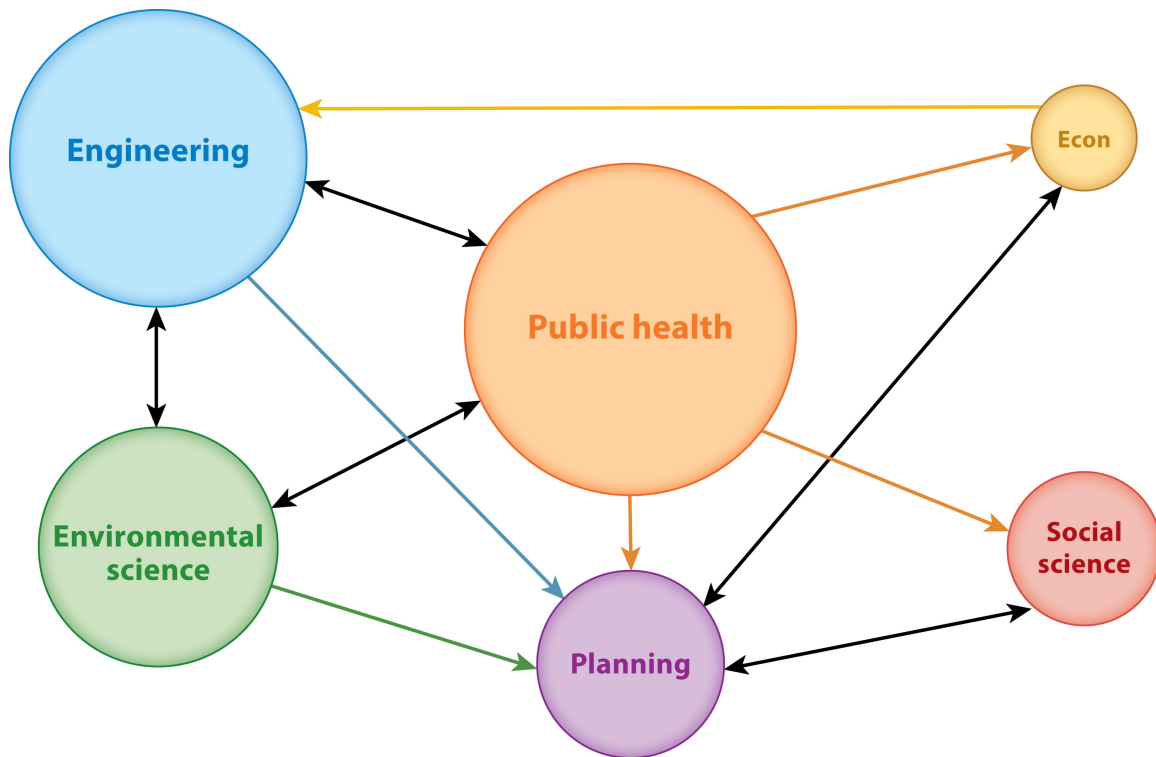 Engineering
Econ
Public health
Environmental
science
Social
science
Planning